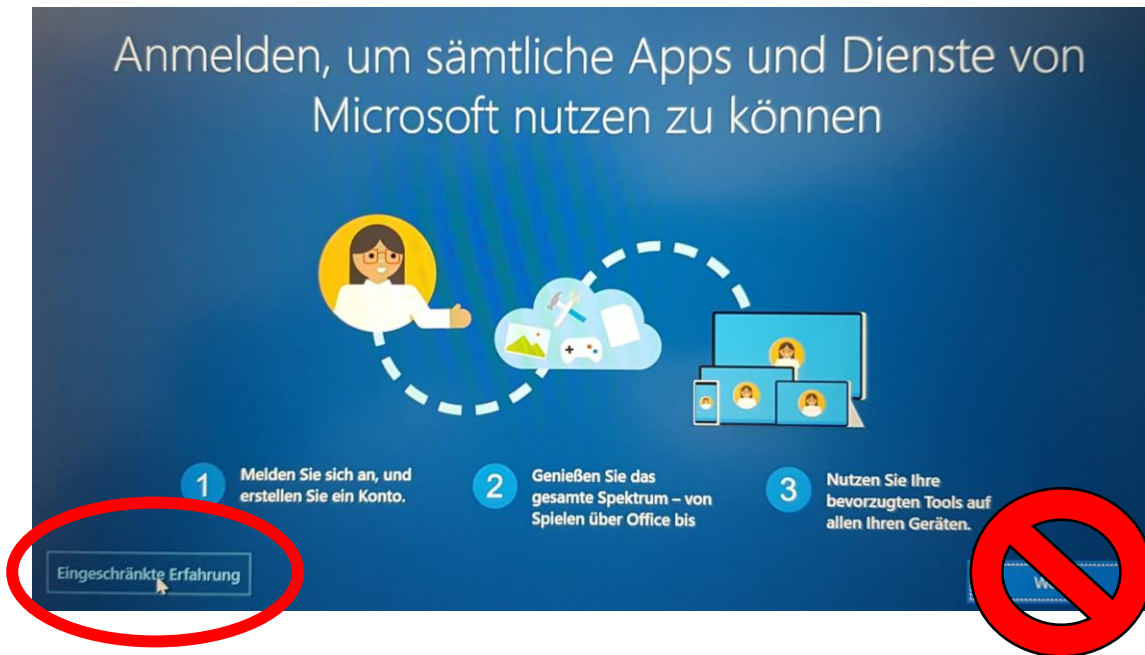 Anmelden, um sämtliche Apps und Dienste von
Microsoft nutzen zu können
1
Melden Sie sich an, und
erstellen Sie ein Konto.
2
Genießen Sie das
gesamte Spektrum – von
Spielen über Office bis
3
Nutzen Sie Ihre
bevorzugten Tools auf
allen Ihren Geräten.
Eingeschränkte Erfahrung